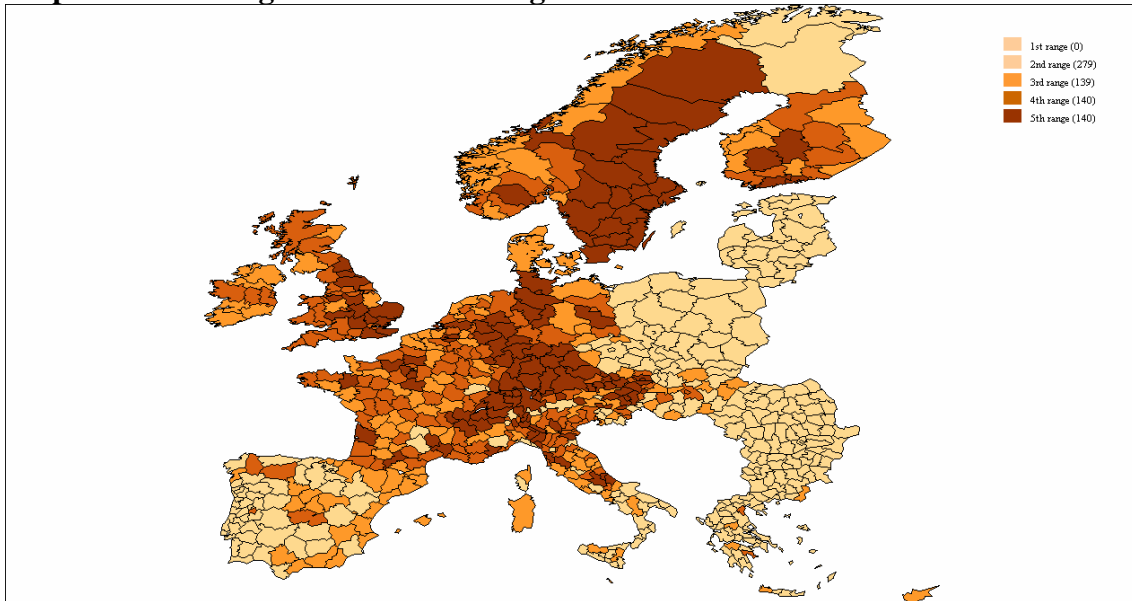 1st range (0)
2nd range (279)
3rd range (139)
4th range (140)
5th range (140)